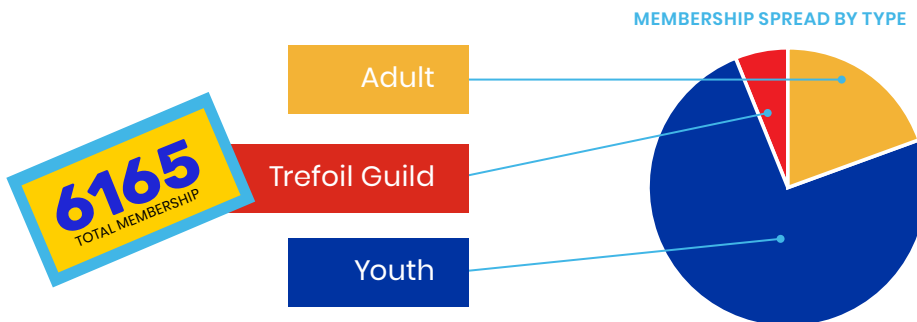 MEMBERSHIP SPREAD BY TYPE
Adult
6165
TOTAL MEMBERSHIP
Trefoil Guild
Youth